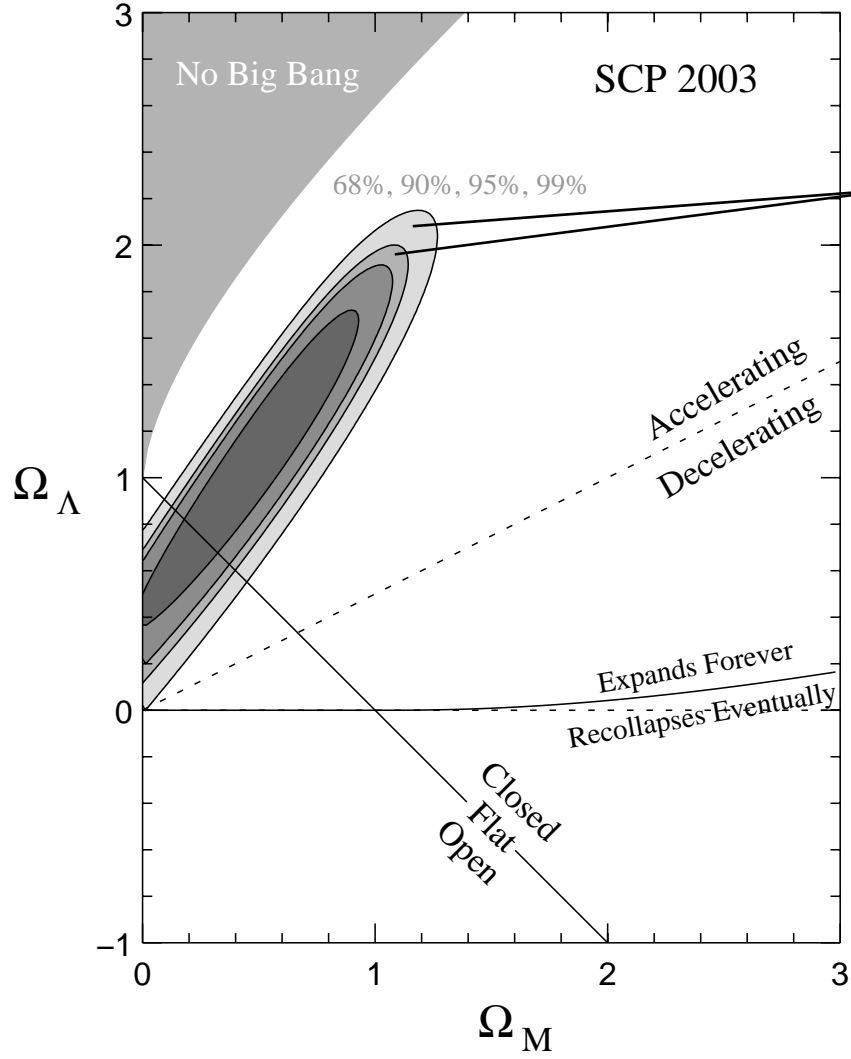 3
No Big Bang
SCP 2003
68%, 90%, 95%, 99%
2
Accelerating
Decelerating
1
Ω Λ
Expands Forever
Recollapses Eventually
0
Closed
Flat
Open
−1
0 1 2 3
Ω M